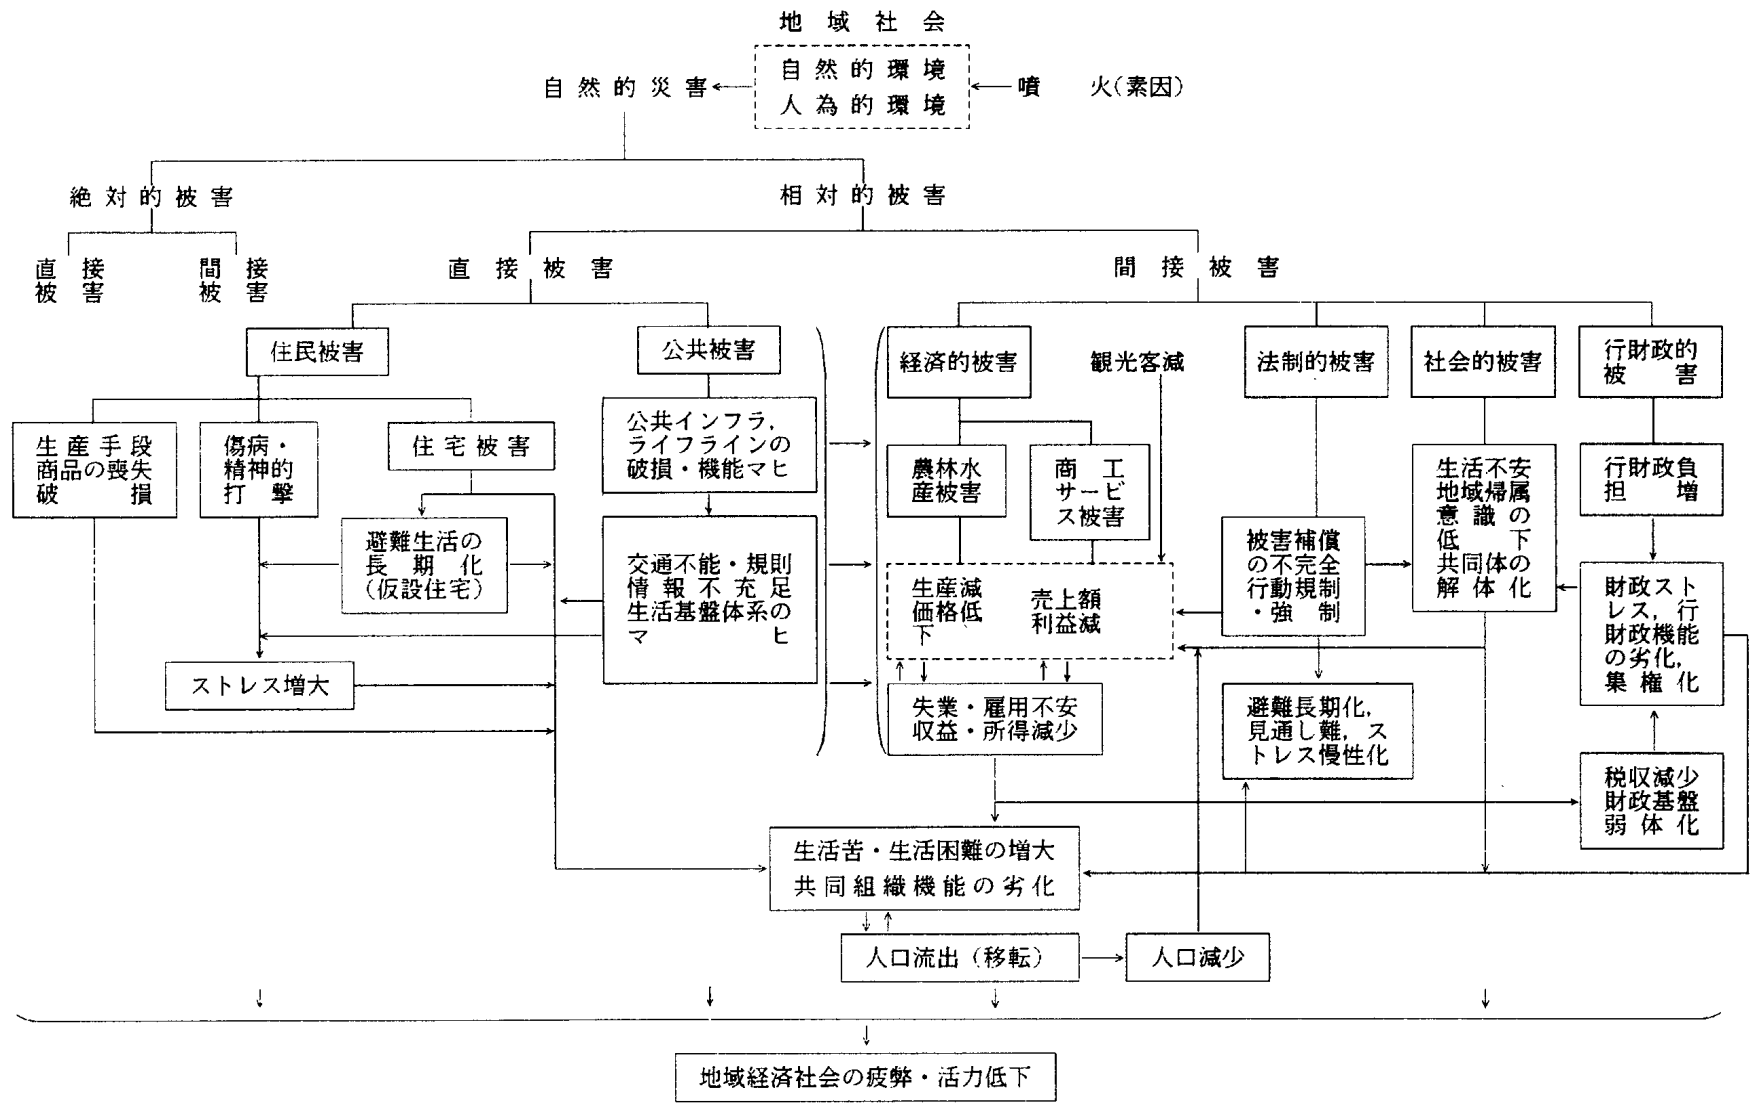 地域社会
自然的環境
人為的環境
自然的災害
噴火(素因)
絶対的被害
相対的被害
直接
被害
間接
被害
直接被害
間接被害
住民被害
公共被害
経済的被害
観光客減
法制的被害
社会的被害
行財政的
被害
生産手段
商品の喪失
破損
傷病・
精神的
打撃
住宅被害
公共インフラ,
ライフラインの
破損・機能マヒ
農林水
産被害
商工
サービ
ス被害
生活不安
地域帰属
意識の
低下
共同体の
解体化
行財政負
担増
避難生活の
長期化
(仮設住宅)
交通不能・規則
情報不充足
生活基盤体系の
マヒ
被害補償
の不完全
行動規制
・強制
生産減
価格低
下
売上額
利益減
財政スト
レス,行
財政機能
の劣化,
集権化
ストレス増大
失業・雇用不安
収益・所得減少
避難長期化,
見通し難,ス
トレス慢性化
税収減少
財政基盤
弱体化
生活苦・生活困難の増大
共同組織機能の劣化
人口流出(移転)
人口減少
地域経済社会の疲弊・活力低下